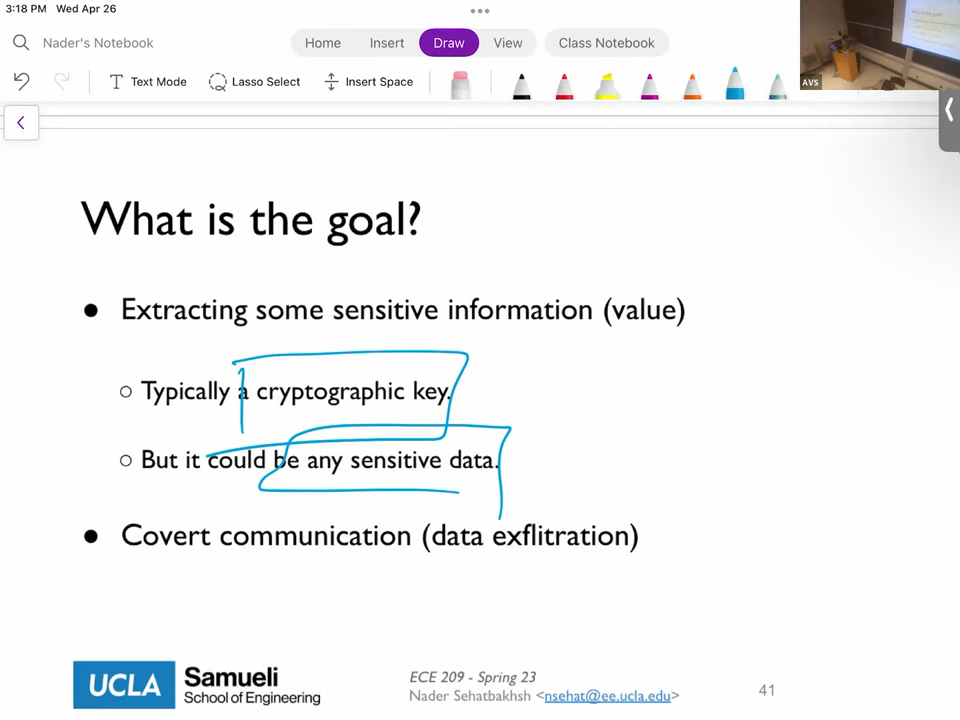 3:18 PM Wed Apr 26
Nader's Notebook
Home Insert Draw View Class Notebook
Text Mode Lasso Select Insert Space
AVS
What is the goal?
● Extracting some sensitive information (value)
○ Typically a cryptographic key.
○ But it could be any sensitive data.
● Covert communication (data exflitration)
UCLA Samueli
School of Engineering
ECE 209 - Spring 23
Nader Sehatbakhsh <nsehat@ee.ucla.edu>
41